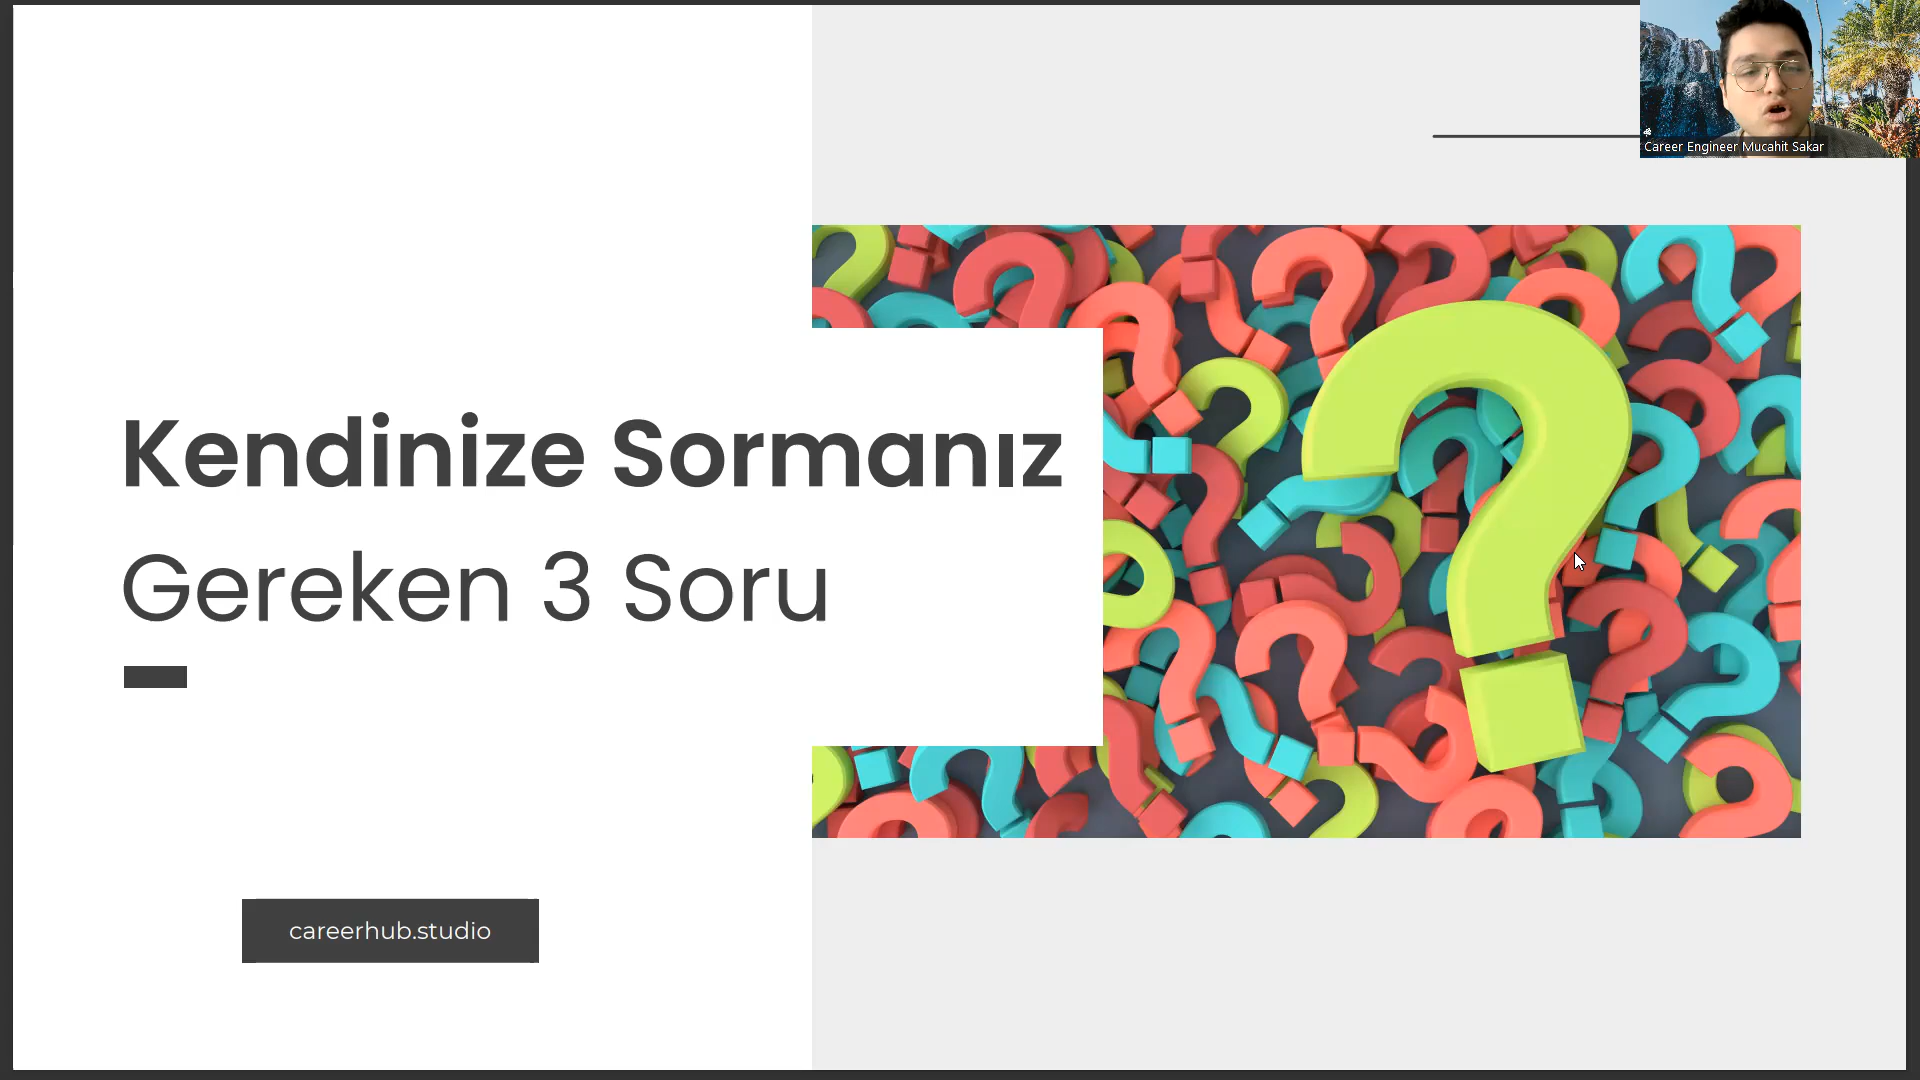 Career Engineer Mucahit Sakar
Kendinize Sormanız
Gereken 3 Soru
careerhub.studio